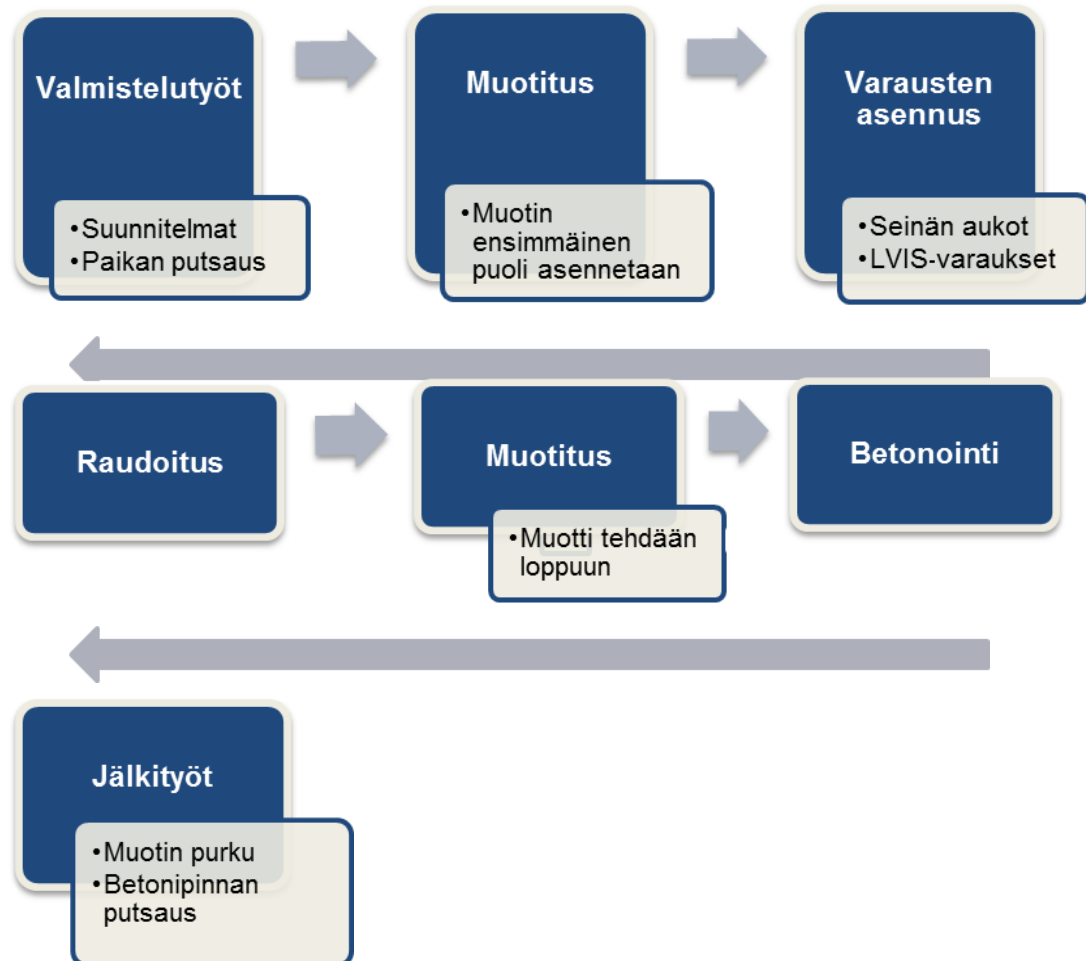 Valmistelutyöt
•Suunnitelmat
•Paikan putsaus
Muotitus
•Muotin
ensimmäinen
puoli asennetaan
Varausten
asennus
•Seinän aukot
•LVIS-varaukset
Raudoitus
Muotitus
•Muotti tehdään
loppuun
Betonointi
Jälkityöt
•Muotin purku
•Betonipinnan
putsaus